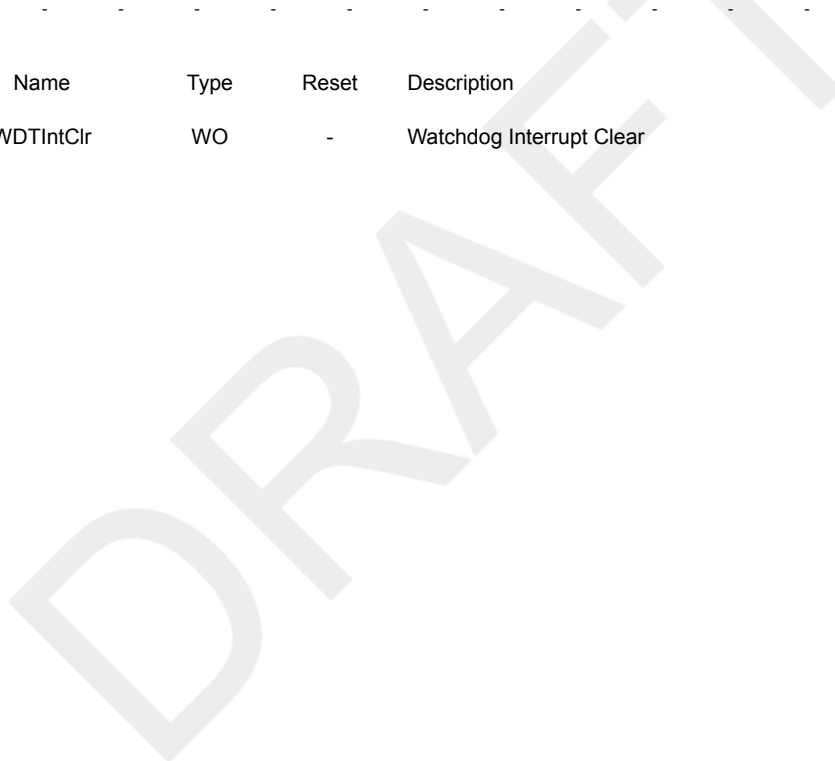 - - - - - - - - - - -
Name Type Reset Description
WDTIntClr WO - Watchdog Interrupt Clear
DRAFT